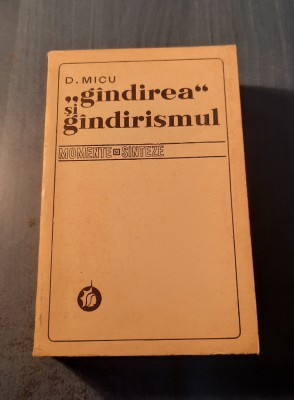 D. MICU
„gîndirea“
și
gîndirismul
MOMENTE SINTEZE